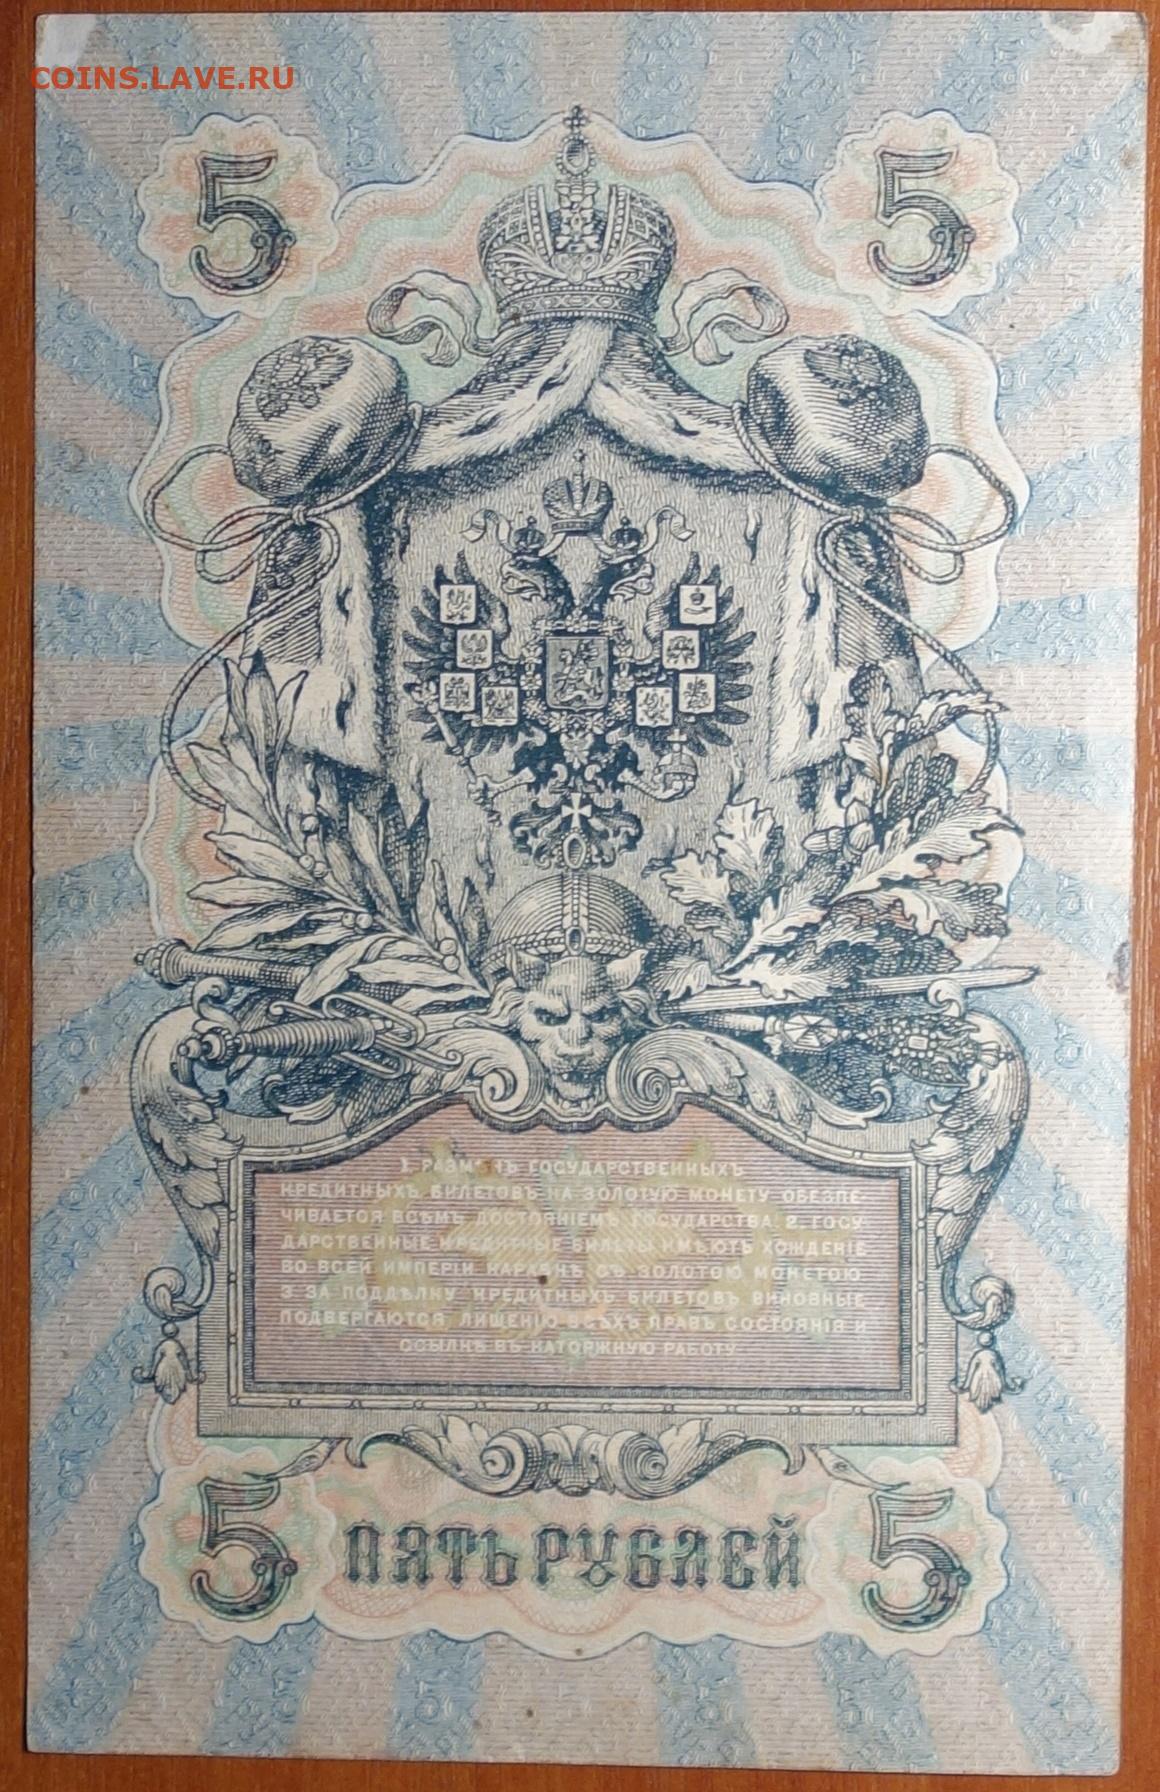 COINS.LAVE.RU
5 5
1. РАЗМѢНЪ ГОСУДАРСТВЕННЫХЪ
КРЕДИТНЫХЪ БИЛЕТОВЪ НА ЗОЛОТУЮ МОНЕТУ ОБЕЗПЕ-
ЧИВАЕТСЯ ВСѢМЪ ДОСТОЯНІЕМЪ ГОСУДАРСТВА. 2. ГОСУ-
ДАРСТВЕННЫЕ КРЕДИТНЫЕ БИЛЕТЫ ИМѢЮТЪ ХОЖДЕНІЕ
ВО ВСЕЙ ИМПЕРІИ НАРАВНѢ СЪ ЗОЛОТОЮ МОНЕТОЮ
3. ЗА ПОДДѢЛКУ КРЕДИТНЫХЪ БИЛЕТОВЪ ВИНОВНЫЕ
ПОДВЕРГАЮТСЯ ЛИШЕНІЮ ВСѢХЪ ПРАВЪ СОСТОЯНІЯ И
ССЫЛКѢ ВЪ КАТОРЖНУЮ РАБОТУ
5 ПЯТЬ РУБЛЕЙ 5